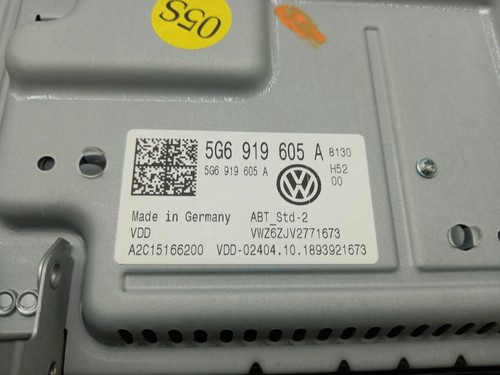 05S
5G6 919 605 A 8130
5G6 919 605 A
H52
00
Made in Germany ABT_Std-2
VDD VWZ6ZJV2771673
A2C15166200 VDD-02404.10.1893921673